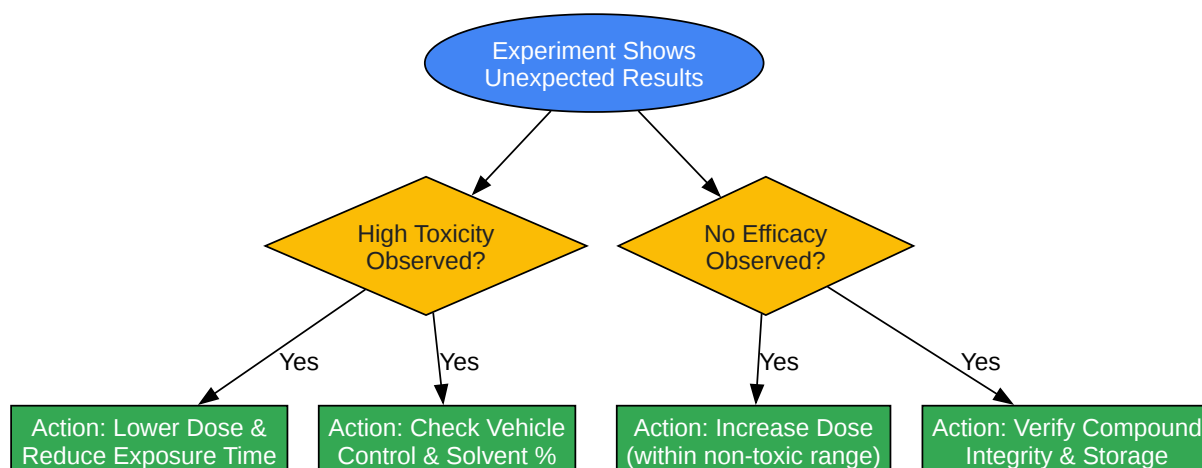 Experiment Shows
Unexpected Results
High Toxicity
Observed?
No Efficacy
Observed?
Yes
Yes
Yes
Yes
Action: Lower Dose &
Reduce Exposure Time
Action: Check Vehicle
Control & Solvent %
Action: Increase Dose
(within non-toxic range)
Action: Verify Compound
Integrity & Storage